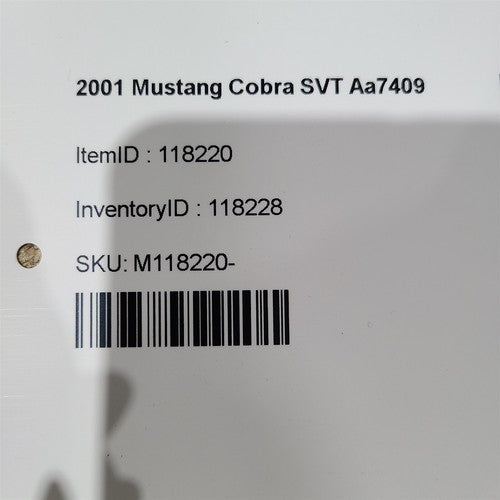 2001 Mustang Cobra SVT Aa7409
ItemID : 118220
InventoryID : 118228
SKU: M118220-